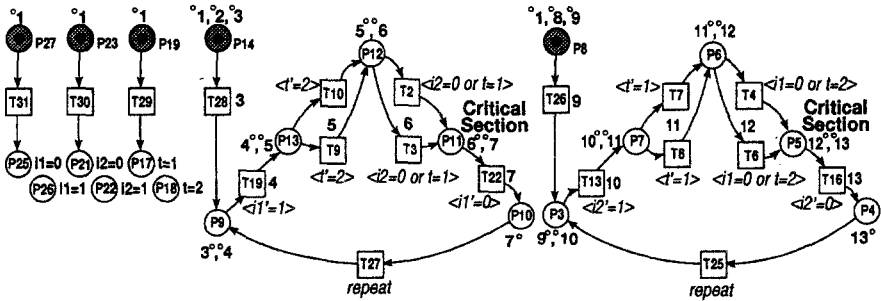 °1 °1 °1 °1,°2,°3
P27 P23 P19 P14
T31 T30 T29 T28 3
P25 i1=0 P21 i2=0 P17 t=1
P26 i1=1 P22 i2=1 P18 t=2
5°,°6
P12
<t'=2> T10 T2 <i2=0 or t=1>
Critical
Section
4°,°5 P13 5 6 P11 6°,°7
T9 T3
T19 4 <t'=2> <i2=0 or t=1> T22 7
<i1'=1> <i1'=0>
P9 P10
3°,°4 7°
T27
repeat
°1,°8,°9
P8
T26 9
11°,°12
P6
<t'=1> T7 T4 <i1=0 or t=2>
Critical
Section
10°,°11 P7 11 12 P5 12°,°13
T8 T6
T13 10 <t'=1> <i1=0 or t=2> T16 13
<i2'=1> <i2'=0>
P3 P4
9°,°10 13°
T25
repeat